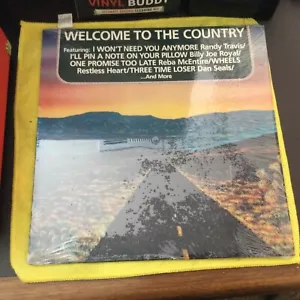 VINYL BUDDY
WELCOME TO THE COUNTRY
Featuring: I WON'T NEED YOU ANYMORE Randy Travis/
I'LL PIN A NOTE ON YOUR PILLOW Billy Joe Royal/
ONE PROMISE TOO LATE Reba McEntire/WHEELS
Restless Heart/THREE TIME LOSER Dan Seals/
...And More